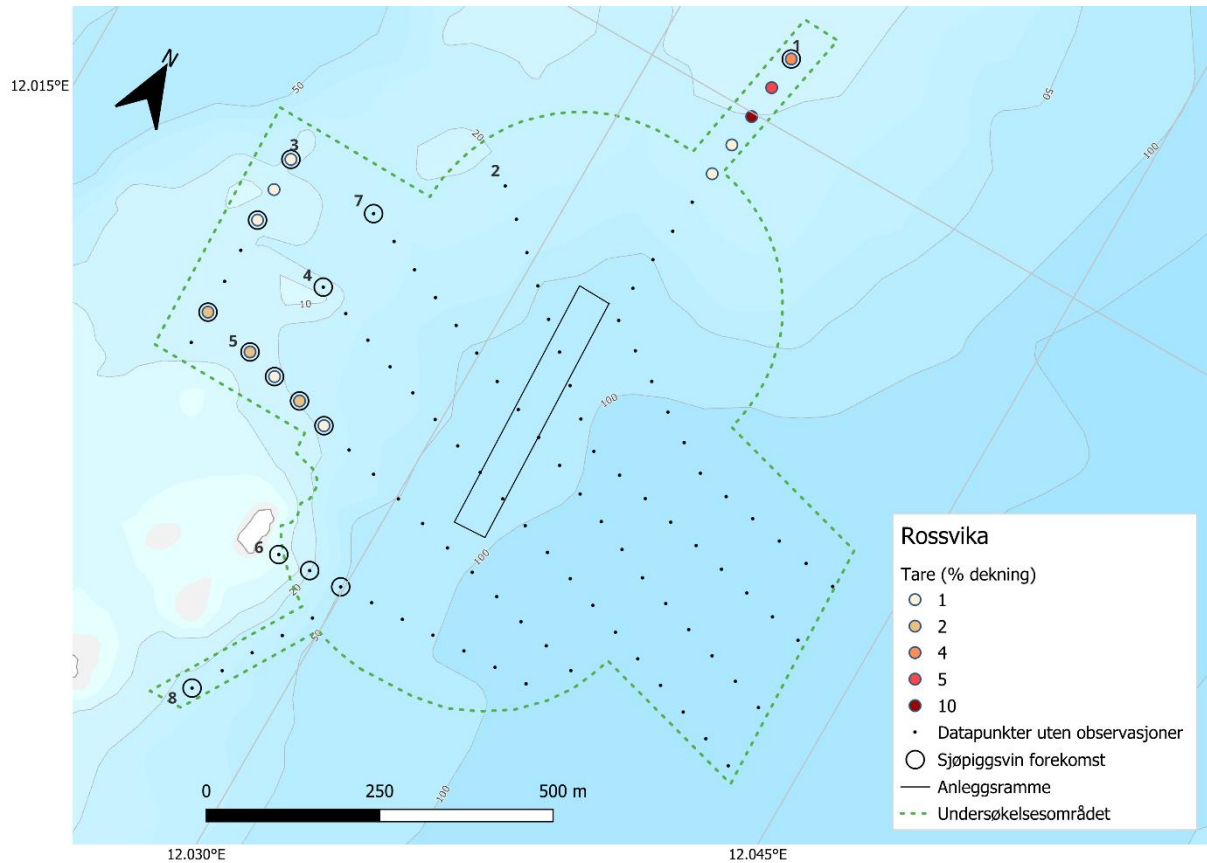 N
12.015°E
50
1
50
100
3
20
2
7
4
10
5
100
6
100
20
50
8
100
0 250 500 m
12.030°E
12.045°E
Rossvika
Tare (% dekning)
1
2
4
5
10
Datapunkter uten observasjoner
Sjøpiggsvin forekomst
Anleggsramme
Undersøkelsesområdet